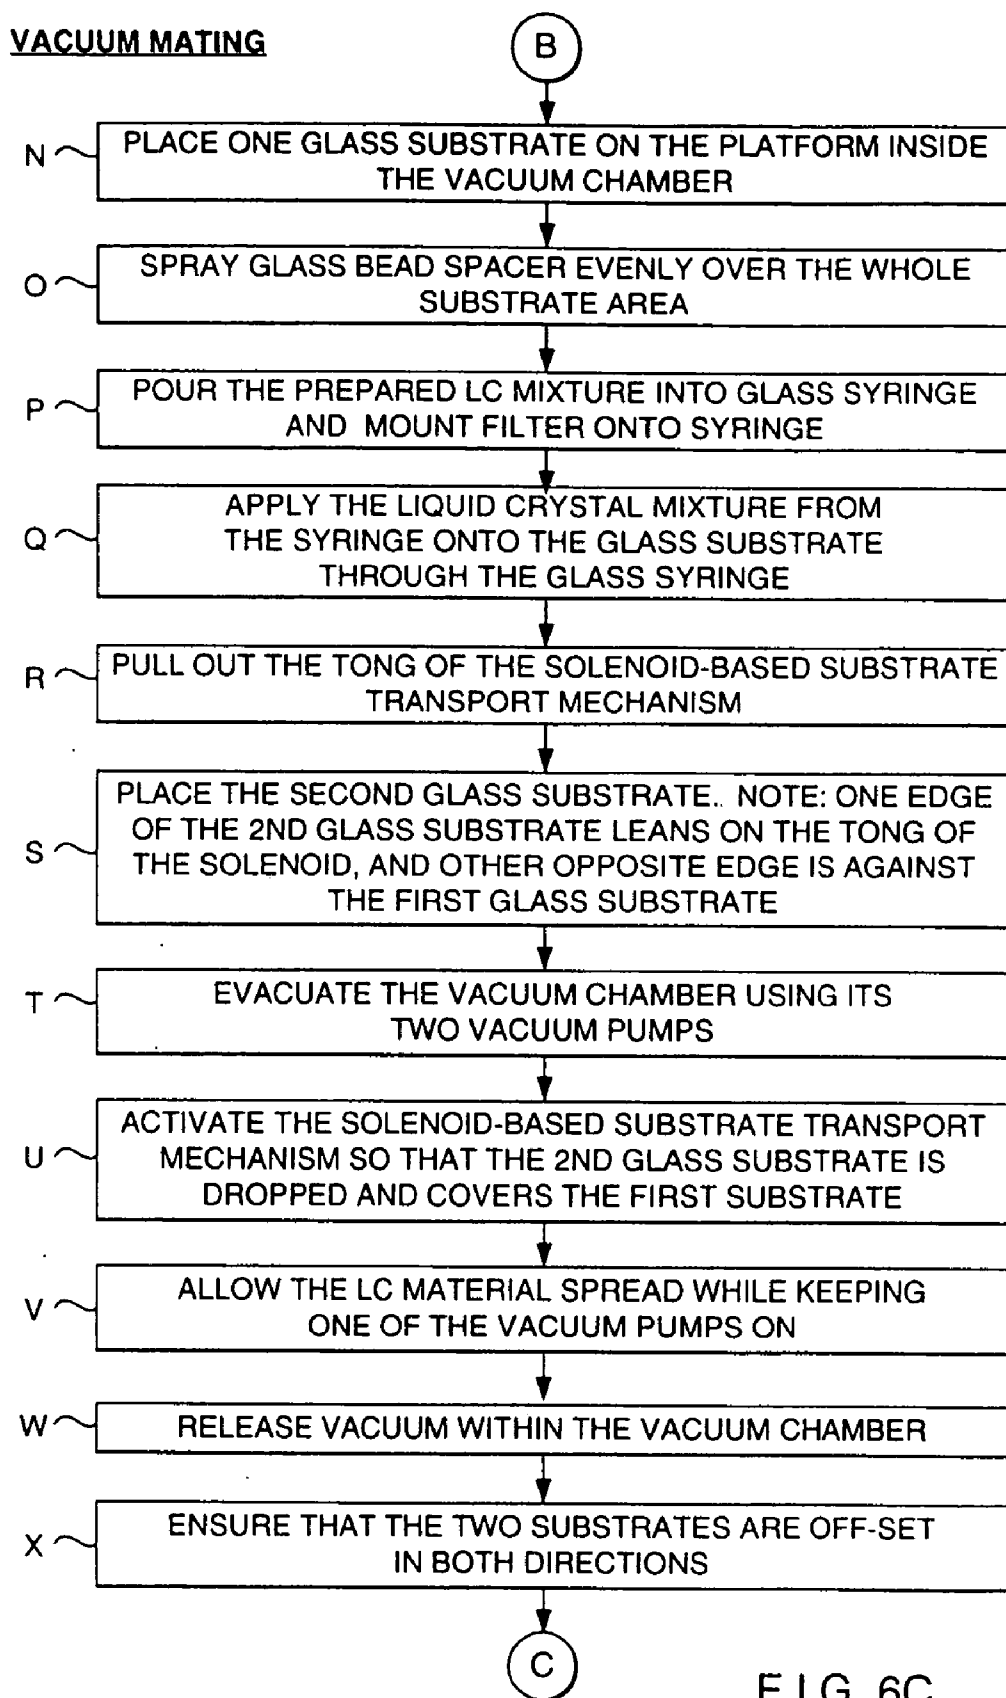 VACUUM MATING
B
N
PLACE ONE GLASS SUBSTRATE ON THE PLATFORM INSIDE
THE VACUUM CHAMBER
O
SPRAY GLASS BEAD SPACER EVENLY OVER THE WHOLE
SUBSTRATE AREA
P
POUR THE PREPARED LC MIXTURE INTO GLASS SYRINGE
AND MOUNT FILTER ONTO SYRINGE
Q
APPLY THE LIQUID CRYSTAL MIXTURE FROM
THE SYRINGE ONTO THE GLASS SUBSTRATE
THROUGH THE GLASS SYRINGE
R
PULL OUT THE TONG OF THE SOLENOID-BASED SUBSTRATE
TRANSPORT MECHANISM
S
PLACE THE SECOND GLASS SUBSTRATE.. NOTE: ONE EDGE
OF THE 2ND GLASS SUBSTRATE LEANS ON THE TONG OF
THE SOLENOID, AND OTHER OPPOSITE EDGE IS AGAINST
THE FIRST GLASS SUBSTRATE
T
EVACUATE THE VACUUM CHAMBER USING ITS
TWO VACUUM PUMPS
U
ACTIVATE THE SOLENOID-BASED SUBSTRATE TRANSPORT
MECHANISM SO THAT THE 2ND GLASS SUBSTRATE IS
DROPPED AND COVERS THE FIRST SUBSTRATE
V
ALLOW THE LC MATERIAL SPREAD WHILE KEEPING
ONE OF THE VACUUM PUMPS ON
W
RELEASE VACUUM WITHIN THE VACUUM CHAMBER
X
ENSURE THAT THE TWO SUBSTRATES ARE OFF-SET
IN BOTH DIRECTIONS
C
FIG. 6C